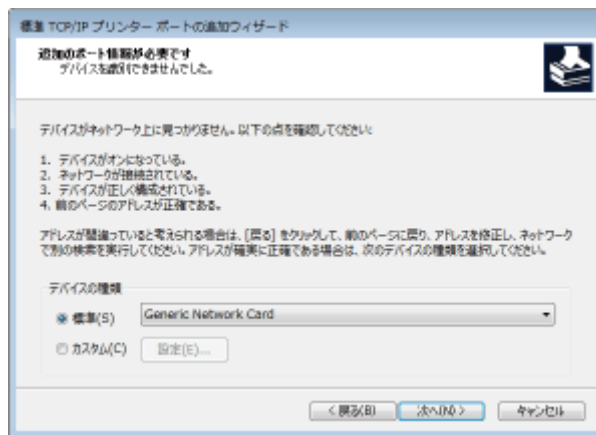 標準 TCP/IP プリンター ポートの追加ウィザード
追加のポート情報が必要です
デバイスを識別できませんでした。
デバイスがネットワーク上に見つかりません。以下の点を確認してください:
1. デバイスがオンになっている。
2. ネットワークが接続されている。
3. デバイスが正しく構成されている。
4. 前のページのアドレスが正確である。
アドレスが間違っていると考えられる場合は、[戻る] をクリックして、前のページに戻り、アドレスを修正し、ネットワーク
で別の検索を実行してください。アドレスが確実に正確である場合は、次のデバイスの種類を選択してください。
デバイスの種類
標準(S)
Generic Network Card
カスタム(C)
設定(E)...
< 戻る(B)
次へ(N) >
キャンセル